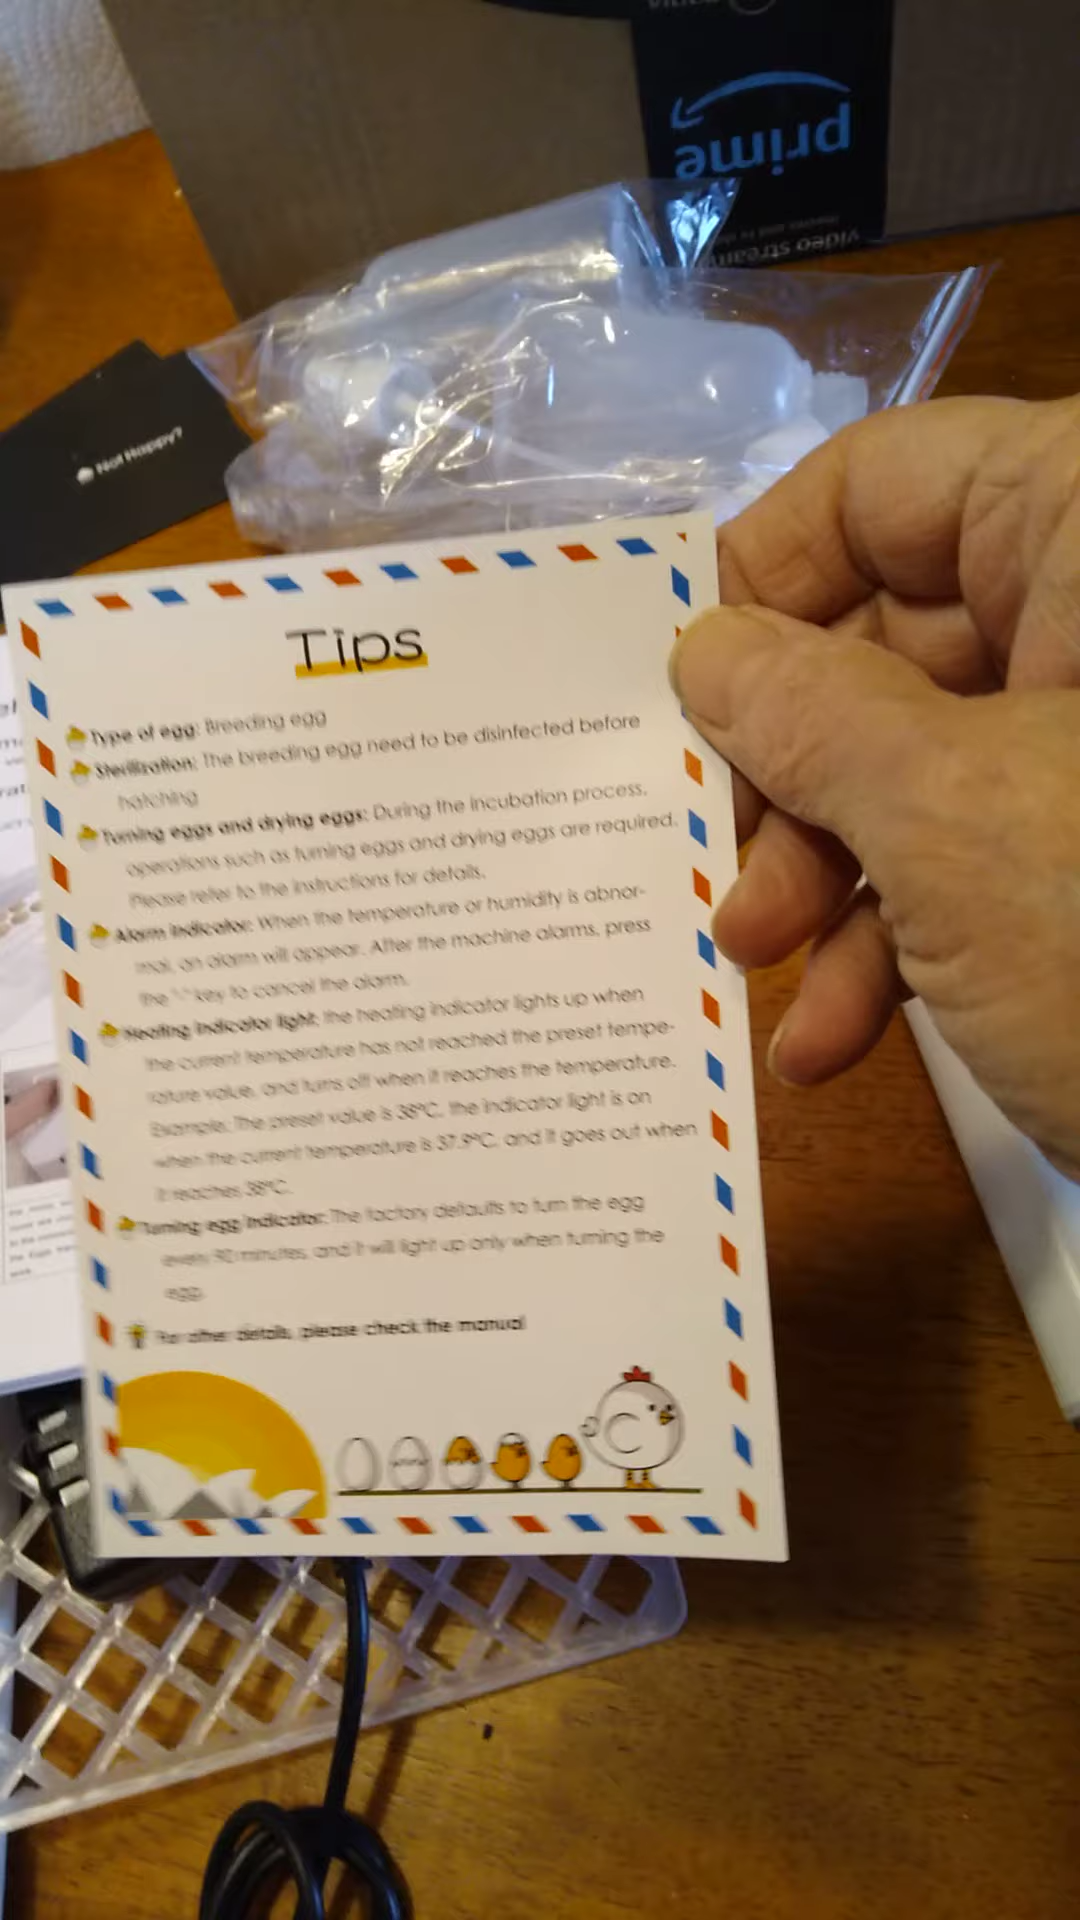 prime
video stream
Not Happy?
Tips
Type of egg: Breeding egg
Sterilization: The breeding egg need to be disinfected before
hatching
Turning eggs and drying eggs: During the incubation process,
operations such as turning eggs and drying eggs are required.
Please refer to the instructions for details.
Alarm indicator: When the temperature or humidity is abnor-
mal, an alarm will appear. After the machine alarms, press
the "-" key to cancel the alarm.
Heating indicator light: the heating indicator lights up when
the current temperature has not reached the preset tempe-
rature value, and turns off when it reaches the temperature.
Example: The preset value is 38°C, the indicator light is on
when the current temperature is 37.9°C, and it goes out when
it reaches 38°C.
Turning egg indicator: The factory defaults to turn the egg
every 90 minutes, and it will light up only when turning the
egg.
For other details, please check the manual